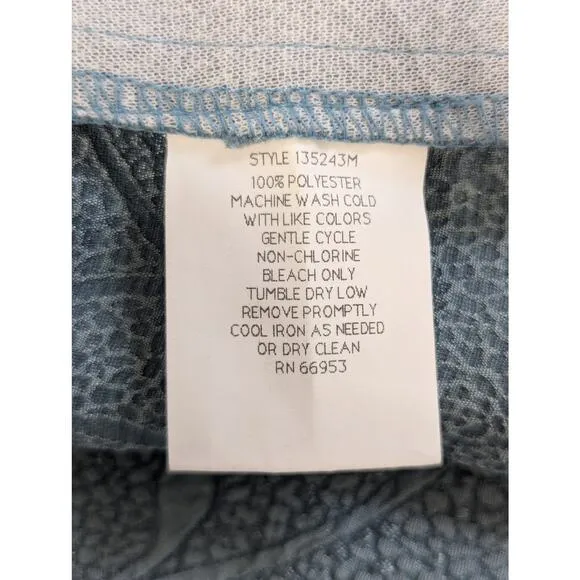 STYLE 135243M
100% POLYESTER
MACHINE WASH COLD
WITH LIKE COLORS
GENTLE CYCLE
NON-CHLORINE
BLEACH ONLY
TUMBLE DRY LOW
REMOVE PROMPTLY
COOL IRON AS NEEDED
OR DRY CLEAN
RN 66953